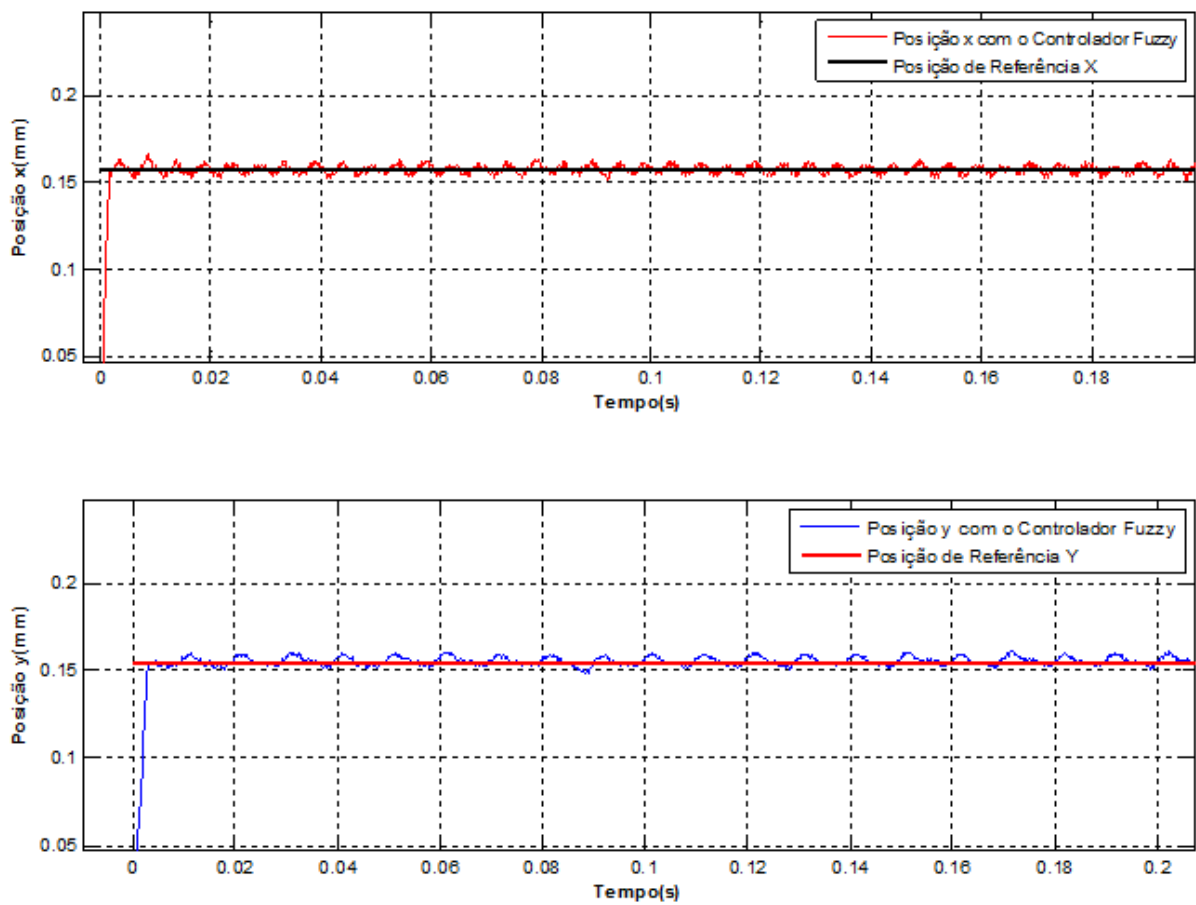 Posição x com o Controlador Fuzzy
Posição de Referência X
0.2
0.15
0.1
0.05
Posição x(mm)
0 0.02 0.04 0.06 0.08 0.1 0.12 0.14 0.16 0.18
Tempo(s)
Posição y com o Controlador Fuzzy
Posição de Referência Y
0.2
0.15
0.1
0.05
Posição y(mm)
0 0.02 0.04 0.06 0.08 0.1 0.12 0.14 0.16 0.18 0.2
Tempo(s)